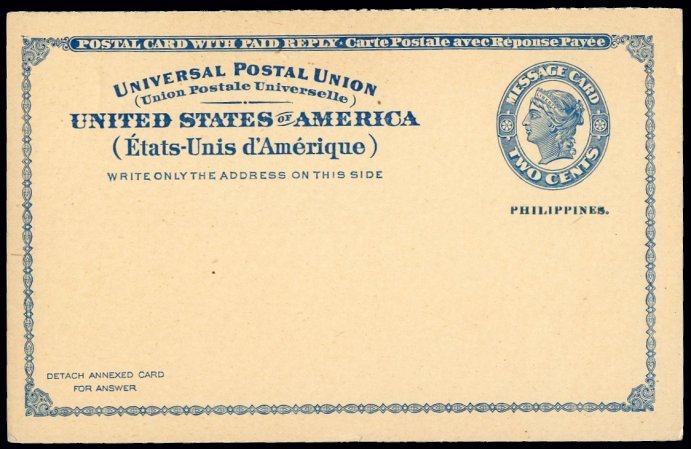 POSTAL CARD WITH PAID REPLY · Carte Postale avec Réponse Payée
UNIVERSAL POSTAL UNION
(Union Postale Universelle)
UNITED STATES OF AMERICA
(États-Unis d'Amérique)
WRITE ONLY THE ADDRESS ON THIS SIDE
MESSAGE CARD
TWO CENTS
PHILIPPINES.
DETACH ANNEXED CARD
FOR ANSWER